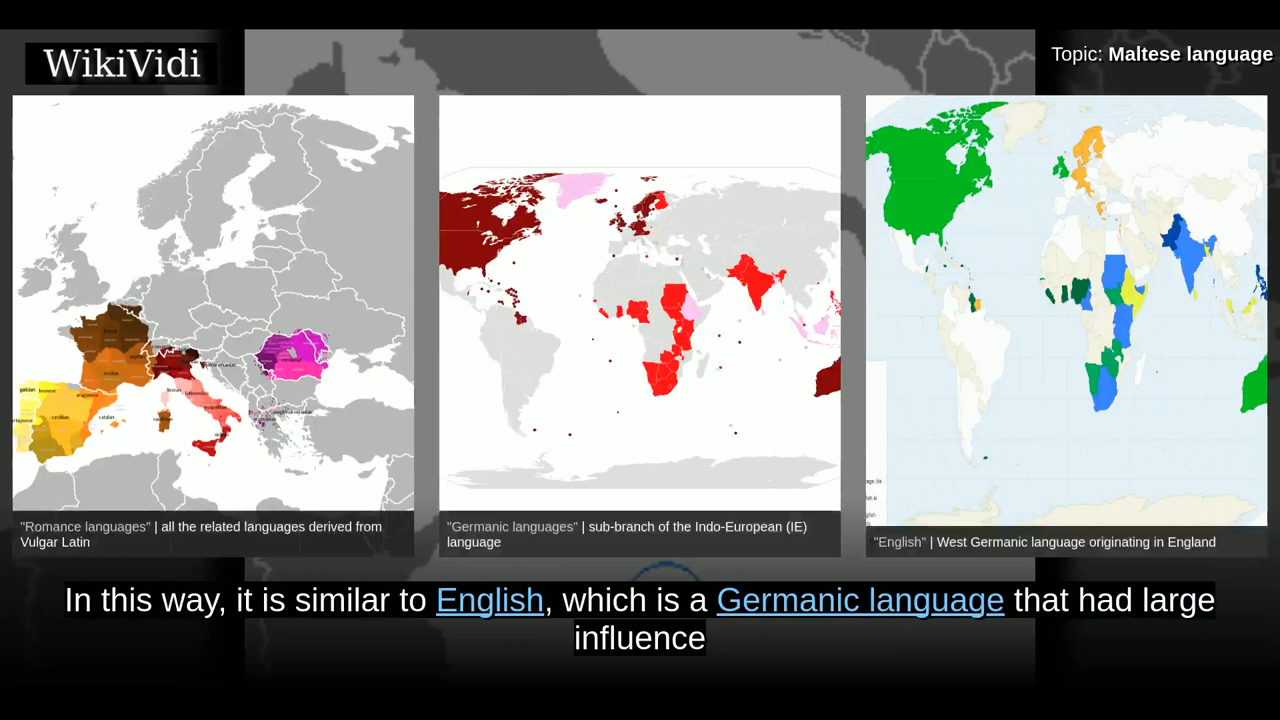 WikiVidi
Topic: Maltese language
"Romance languages" | all the related languages derived from
Vulgar Latin
"Germanic languages" | sub-branch of the Indo-European (IE)
language
"English" | West Germanic language originating in England
In this way, it is similar to English, which is a Germanic language that had large
influence